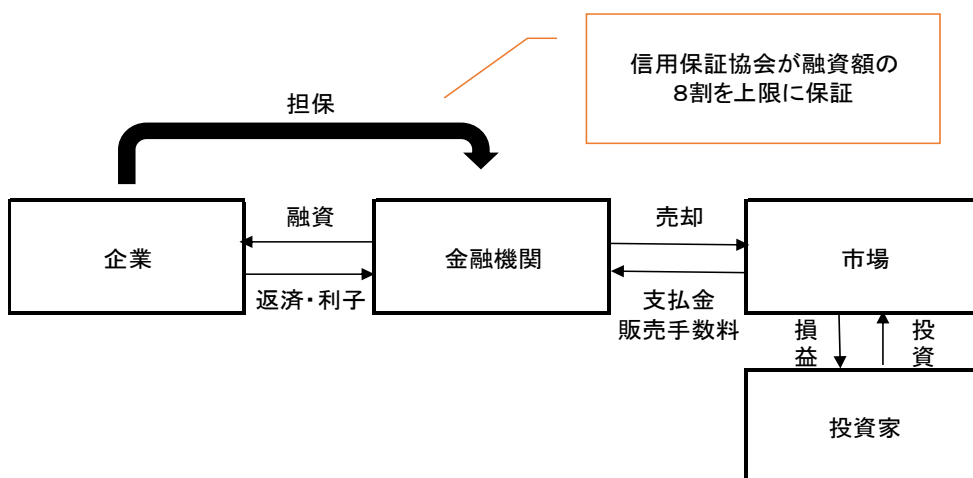 信用保証協会が融資額の
８割を上限に保証
担保
企業
融資
返済・利子
金融機関
売却
支払金
販売手数料
市場
損益
投資
投資家